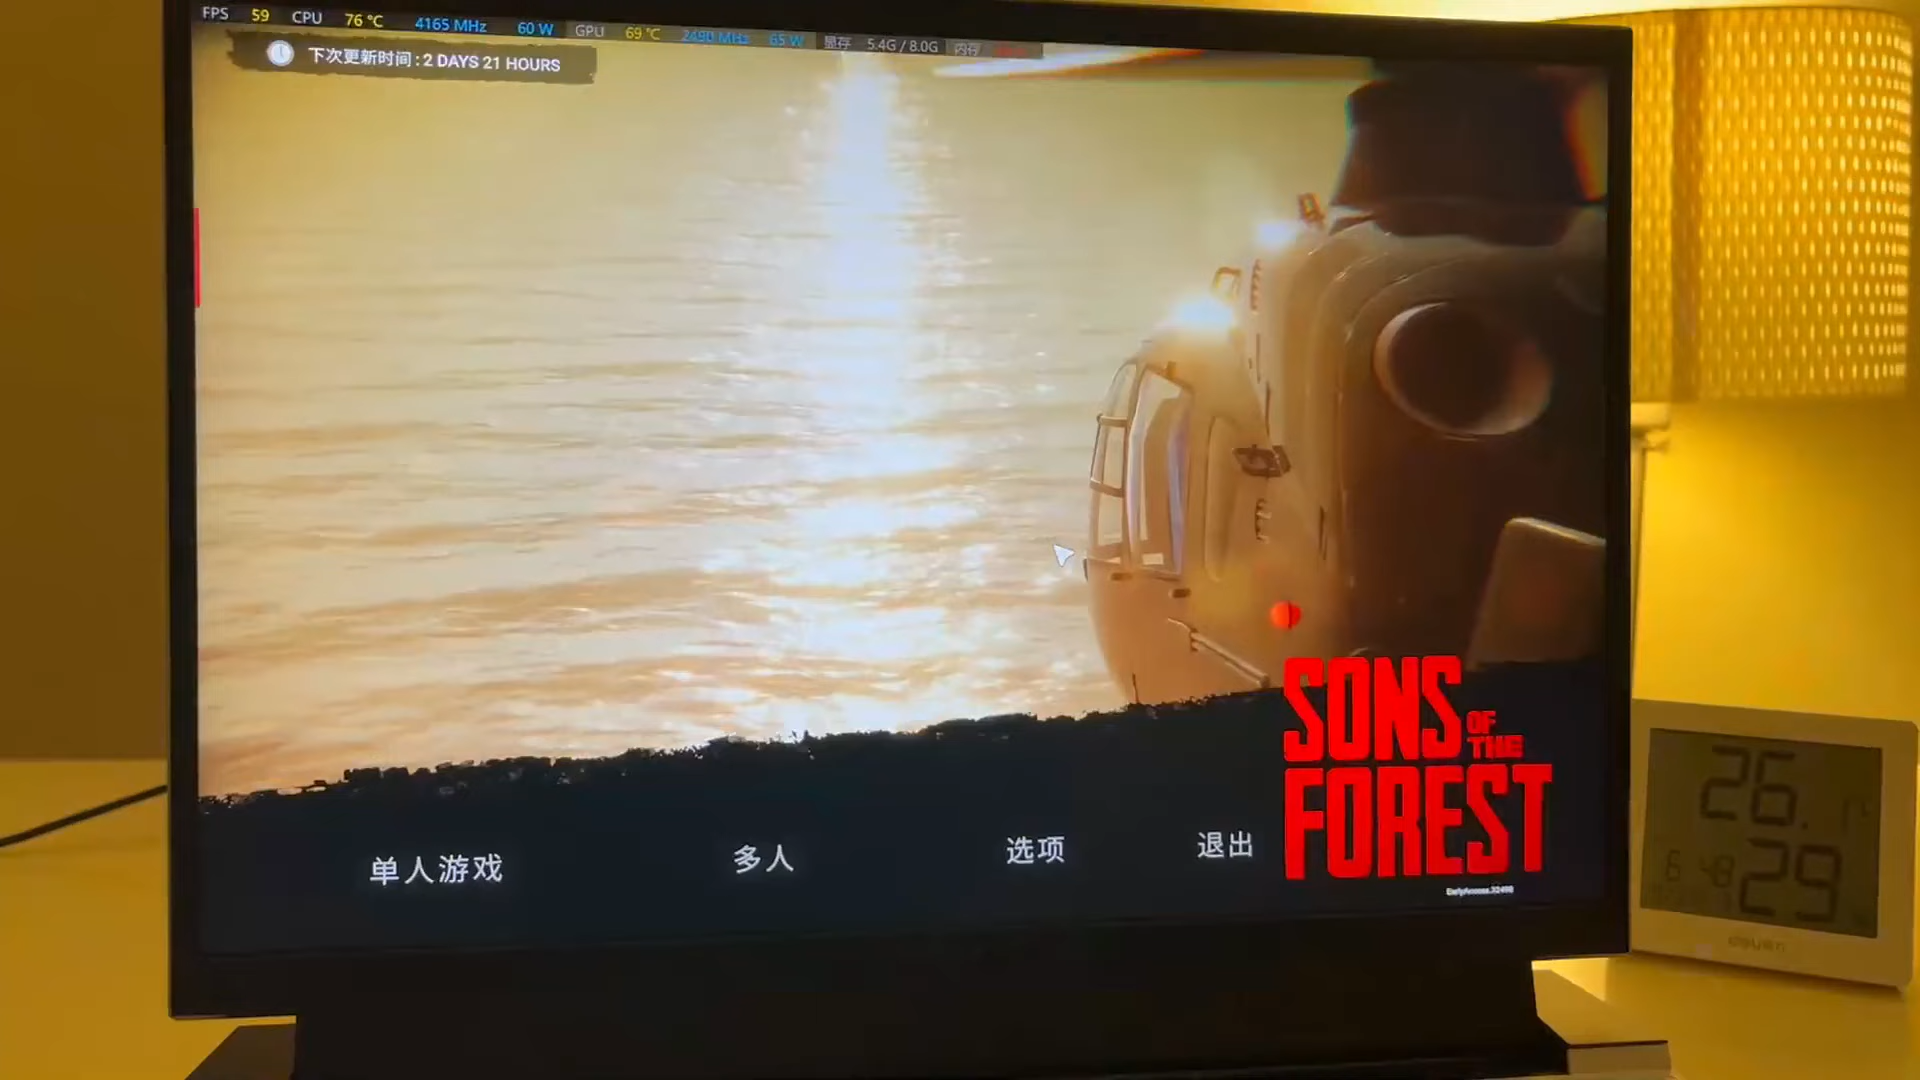 FPS 59 CPU 76 ℃ 4165 MHz 60 W GPU 69 ℃ 2490 MHz 65 W 显存 5.4G / 8.0G 内存
下次更新时间 : 2 DAYS 21 HOURS
SONS
OF
THE
FOREST
单人游戏 多人 选项 退出
26.
6 48 29